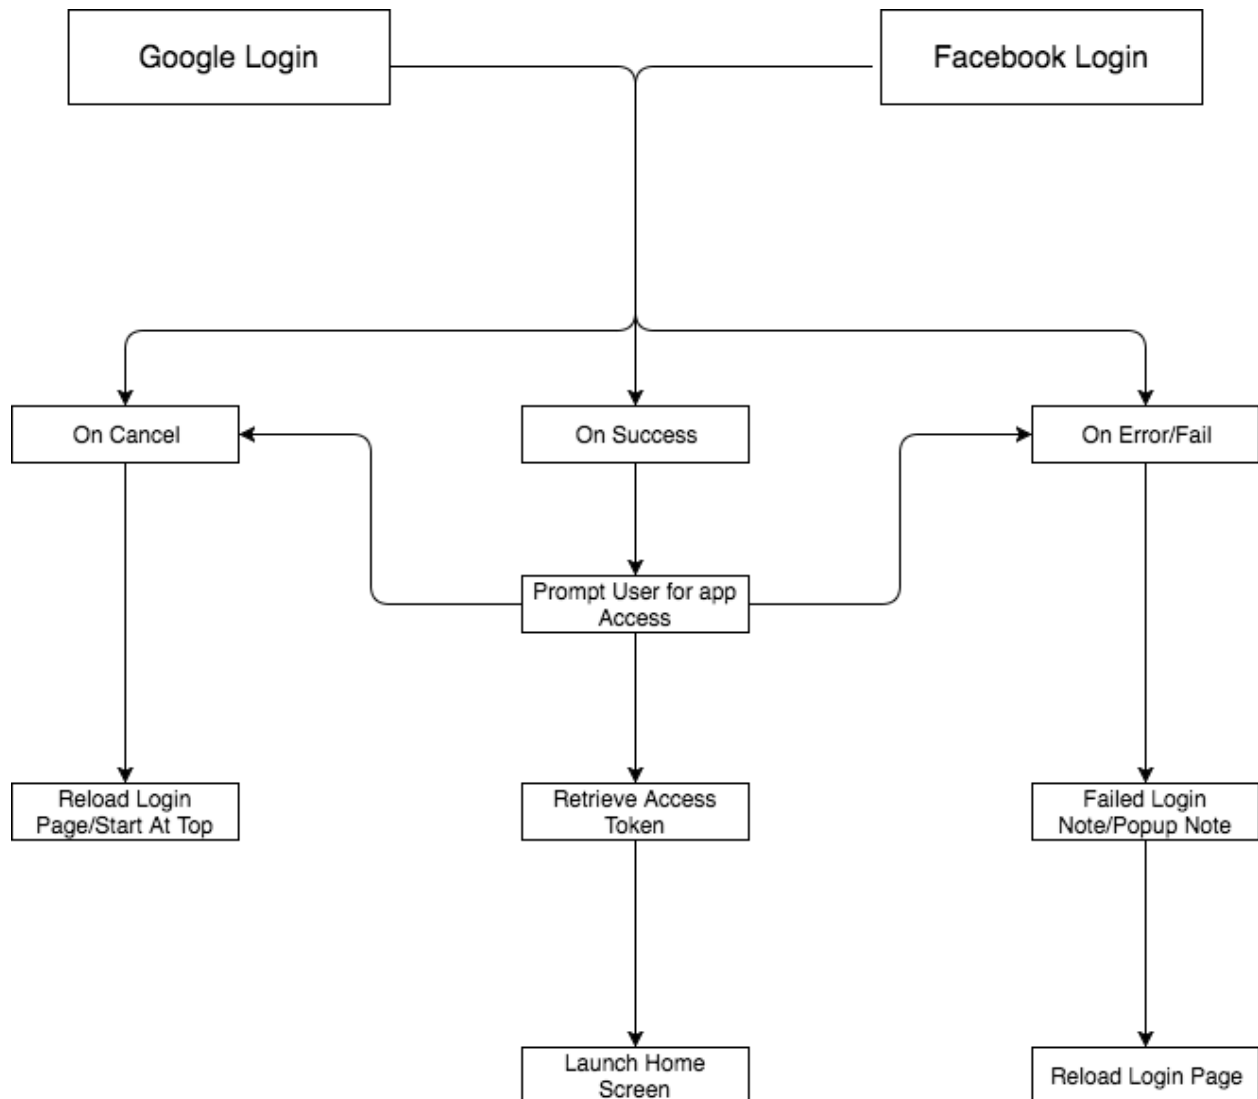 Google Login
Facebook Login
On Cancel
On Success
On Error/Fail
Prompt User for app
Access
Reload Login
Page/Start At Top
Retrieve Access
Token
Failed Login
Note/Popup Note
Launch Home
Screen
Reload Login Page